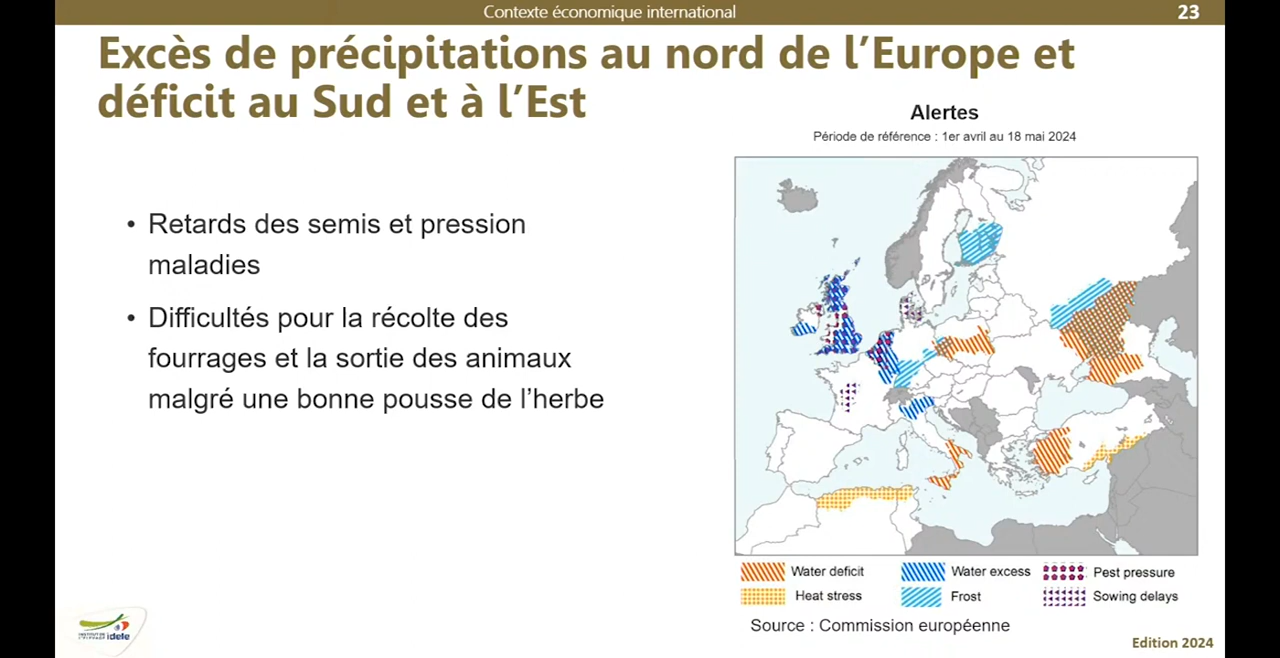 Contexte économique international
23
Excès de précipitations au nord de l’Europe et
déficit au Sud et à l’Est
Alertes
Période de référence : 1er avril au 18 mai 2024
• Retards des semis et pression
maladies
• Difficultés pour la récolte des
fourrages et la sortie des animaux
malgré une bonne pousse de l’herbe
Water deficit
Water excess
Pest pressure
Heat stress
Frost
Sowing delays
Source : Commission européenne
INSTITUT DE
L'ELEVAGE idele
Edition 2024